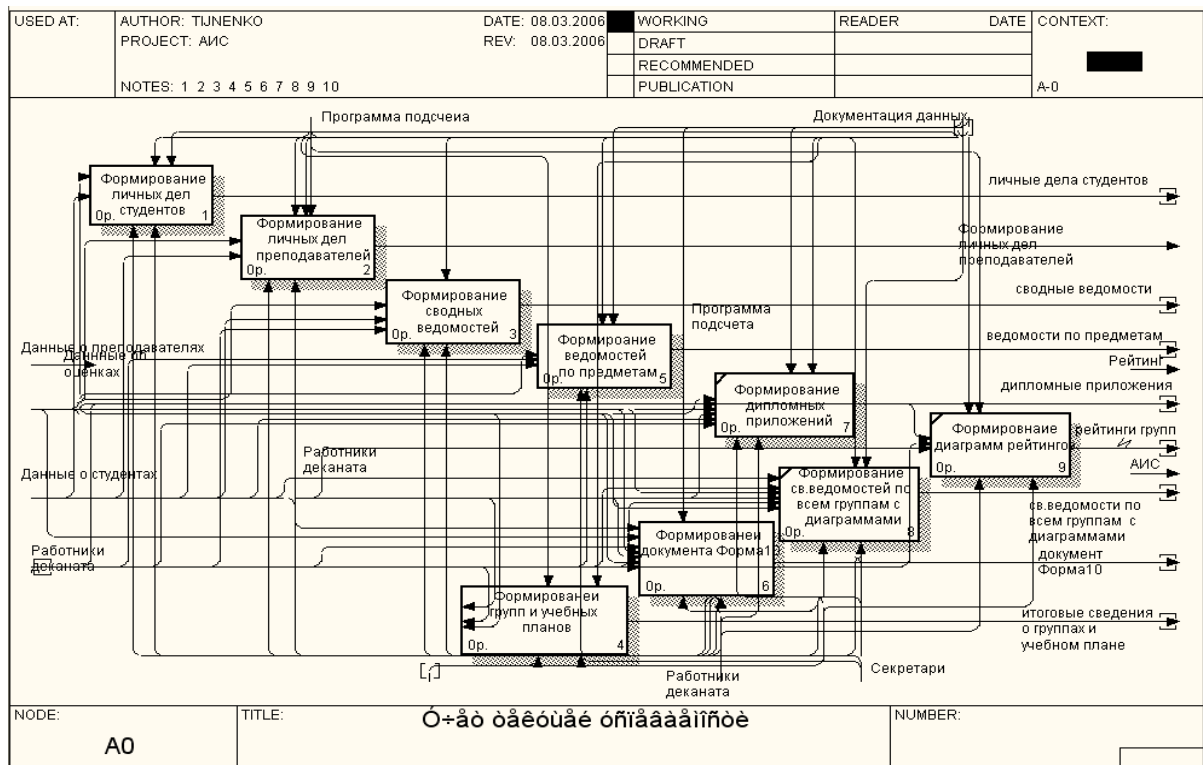 USED AT:
AUTHOR: TIJNENKO
DATE: 08.03.2006
WORKING
READER
DATE
CONTEXT:
PROJECT: АИС
REV: 08.03.2006
DRAFT
RECOMMENDED
NOTES: 1 2 3 4 5 6 7 8 9 10
PUBLICATION
A-0
Программа подсчеиа
Документация данных
Формирование
личных дел
студентов
0р. 1
личные дела студентов
Формирование
личных дел
преподавателей
0р. 2
Формирование
личных дел
преподавателей
Формирование
сводных
ведомостей
0р. 3
сводные ведомости
Программа
подсчета
Формироание
ведомостей
по предметам
0р. 5
ведомости по предметам
Данные о преподавателях
Даннные об
оценках
Рейтинг
Формирование
дипломных
приложений
0р. 7
дипломные приложения
Формировнаие
диаграмм рейтингов
0р. 9
рейтинги групп
Работники
деканата
Данные о студентах
АИС
Формирование
св.ведомостей по
всем группам с
диаграммами
0р. 8
св.ведомости по
всем группам с
диаграммами
Формированеи
документа Форма1
0р. 6
документ
Форма10
Работники
деканата
Формированеи
групп и учебных
планов
0р. 4
итоговые сведения
о группах и
учебном плане
Работники
деканата
Секретари
NODE:
TITLE:
NUMBER:
A0
Ó÷åò òåêóùåé óñïåâàåìîñòè